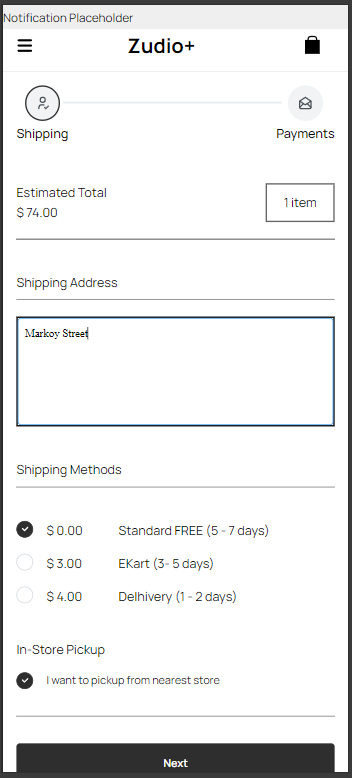 Notification Placeholder
Zudio+
Shipping
Payments
Estimated Total
$ 74.00
1 item
Shipping Address
Markoy Street
Shipping Methods
$ 0.00 Standard FREE (5 - 7 days)
$ 3.00 EKart (3- 5 days)
$ 4.00 Delhivery (1 - 2 days)
In-Store Pickup
I want to pickup from nearest store
Next